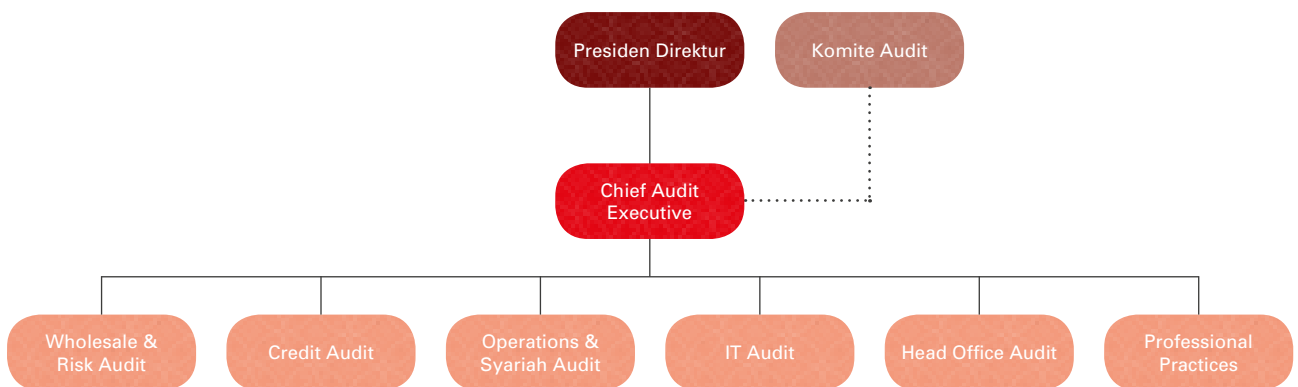 Presiden Direktur
Komite Audit
Chief Audit
Executive
Wholesale &
Risk Audit
Credit Audit
Operations &
Syariah Audit
IT Audit
Head Office Audit
Professional
Practices